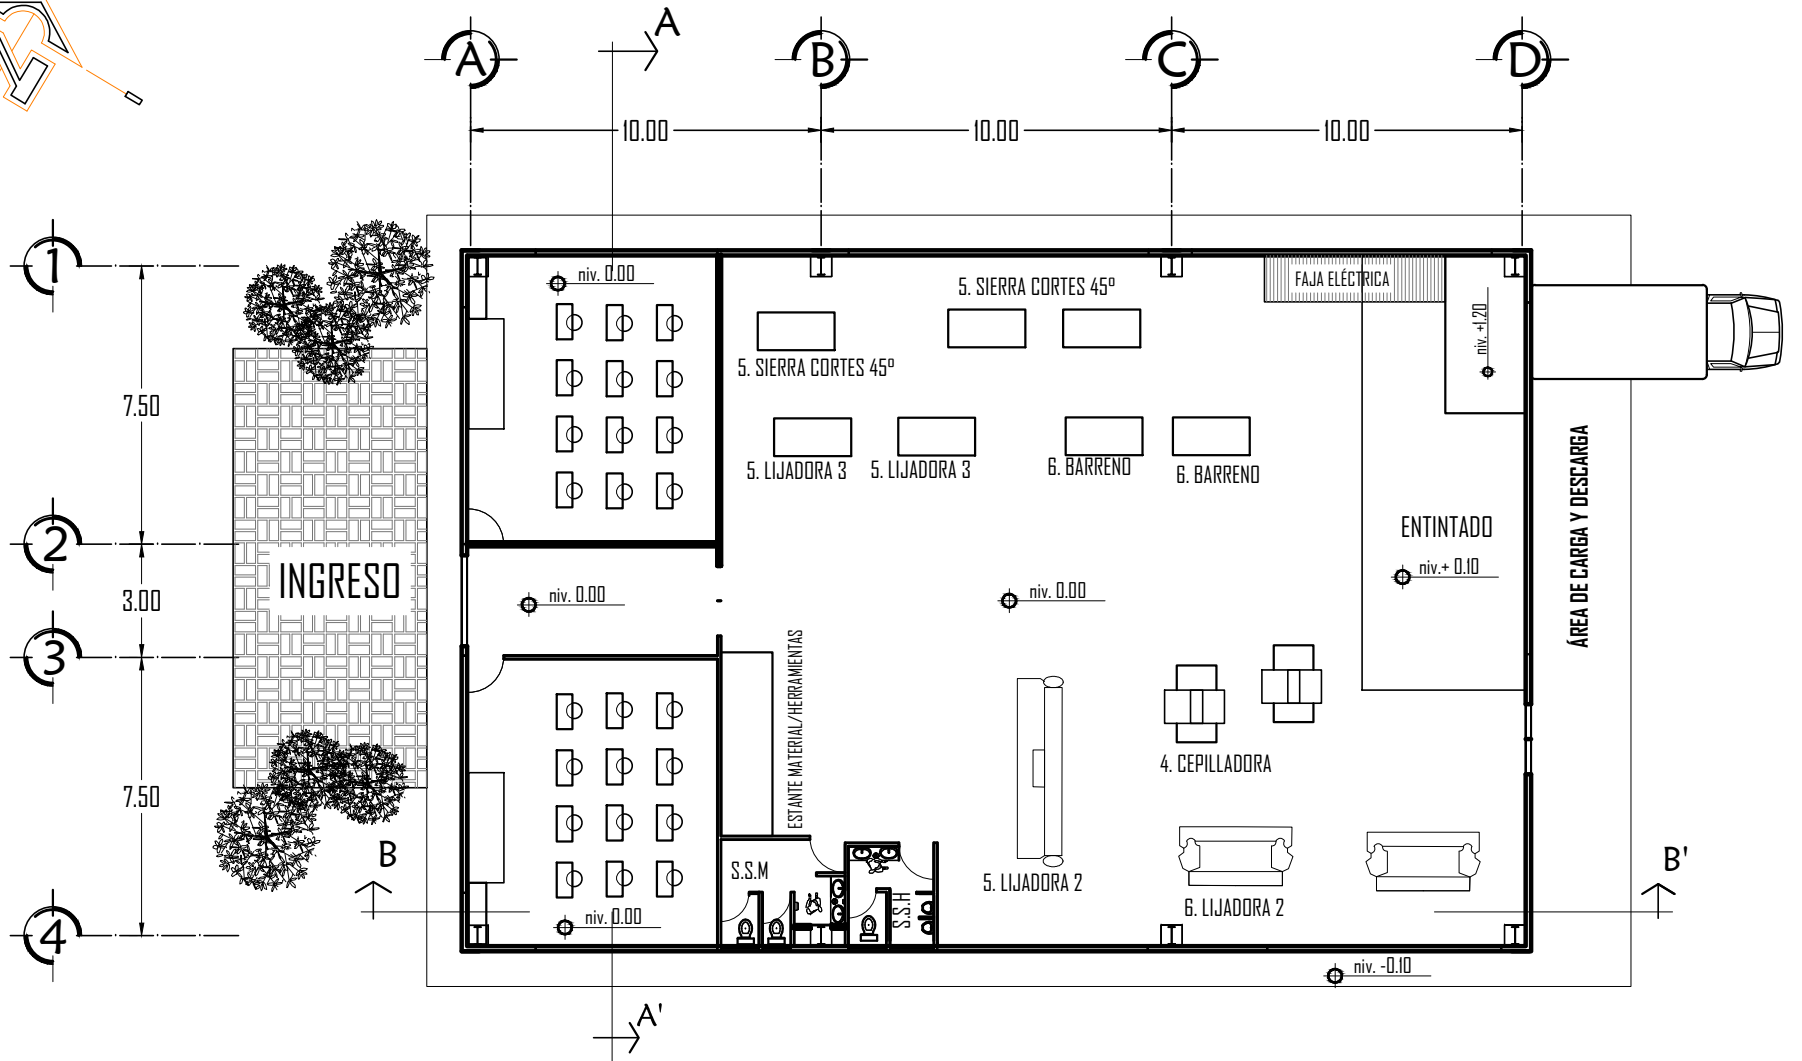 A
A
B
C
D
10.00
10.00
10.00
1
niv. 0.00
5. SIERRA CORTES 45º
FAJA ELÉCTRICA
niv. +1.20
5. SIERRA CORTES 45º
7.50
5. LIJADORA 3
5. LIJADORA 3
6. BARRENO
6. BARRENO
ÁREA DE CARGA Y DESCARGA
2
ENTINTADO
niv.+ 0.10
INGRESO
niv. 0.00
niv. 0.00
3.00
3
ESTANTE MATERIAL/HERRAMIENTAS
4. CEPILLADORA
7.50
B
S.S.M
S.S.H
5. LIJADORA 2
6. LIJADORA 2
B'
niv. 0.00
4
niv. -0.10
A'